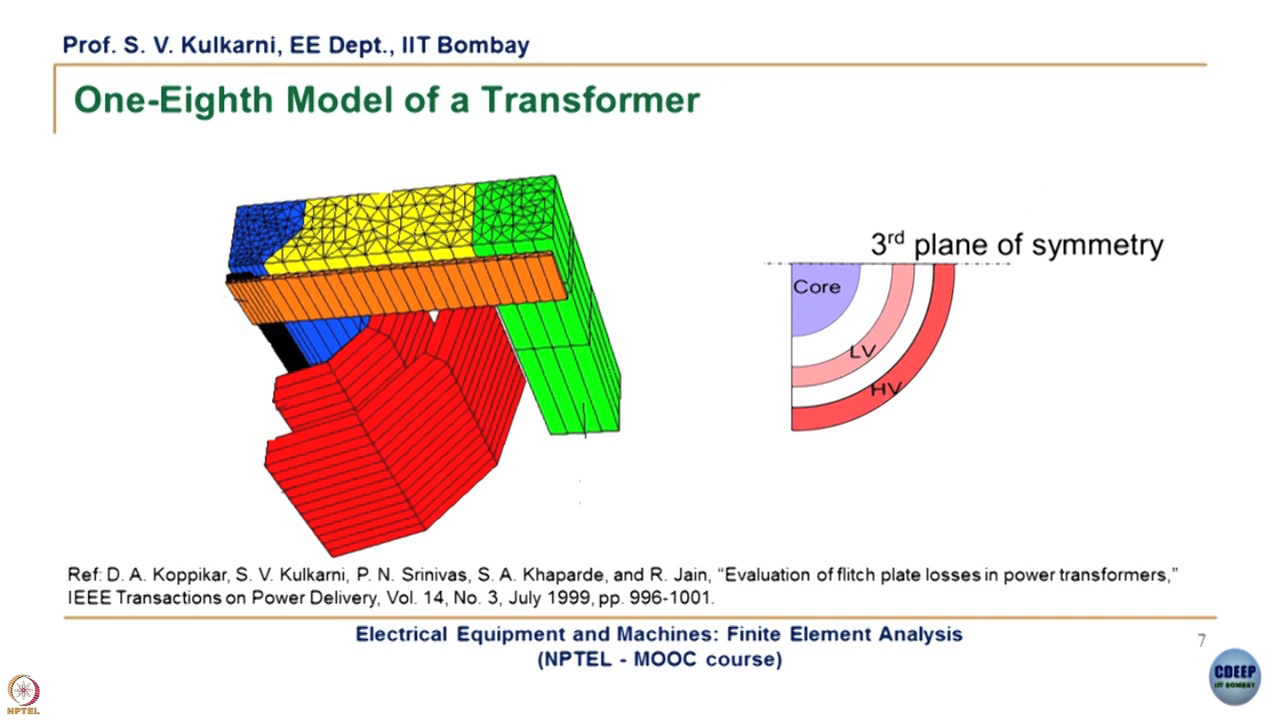 Prof. S. V. Kulkarni, EE Dept., IIT Bombay
One-Eighth Model of a Transformer
3rd plane of symmetry
Core
LV
HV
Ref: D. A. Koppikar, S. V. Kulkarni, P. N. Srinivas, S. A. Khaparde, and R. Jain, “Evaluation of flitch plate losses in power transformers,”
IEEE Transactions on Power Delivery, Vol. 14, No. 3, July 1999, pp. 996-1001.
Electrical Equipment and Machines: Finite Element Analysis
(NPTEL - MOOC course)
7
CDEEP
IIT BOMBAY
NPTEL